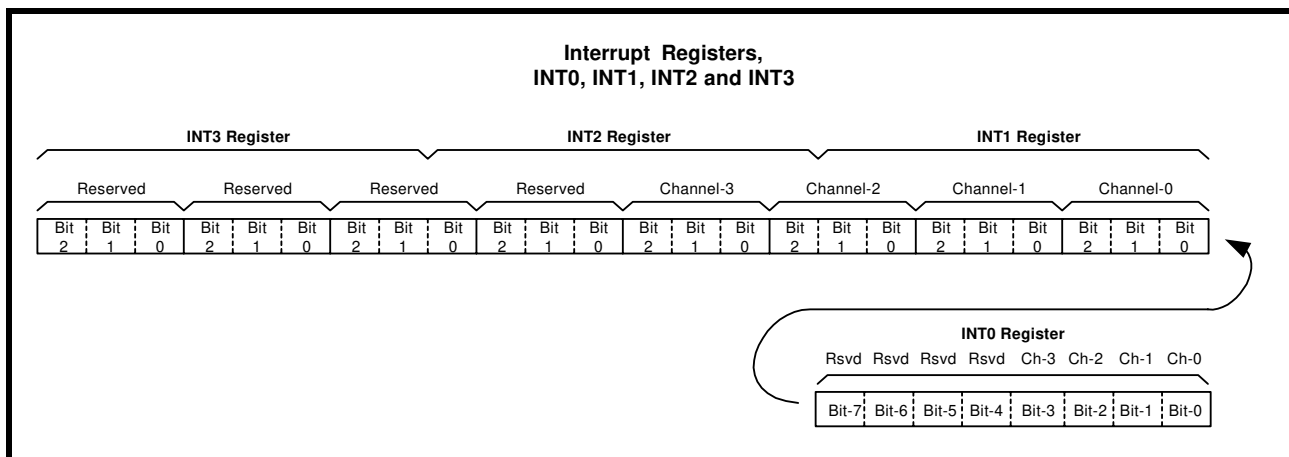 Interrupt Registers,
INT0, INT1, INT2 and INT3
INT3 Register INT2 Register INT1 Register
Reserved Reserved Reserved Reserved Channel-3 Channel-2 Channel-1 Channel-0
Bit Bit Bit Bit Bit Bit Bit Bit Bit Bit Bit Bit Bit Bit Bit Bit Bit Bit Bit Bit Bit Bit Bit Bit
2 1 0 2 1 0 2 1 0 2 1 0 2 1 0 2 1 0 2 1 0 2 1 0
INT0 Register
Rsvd Rsvd Rsvd Rsvd Ch-3 Ch-2 Ch-1 Ch-0
Bit-7 Bit-6 Bit-5 Bit-4 Bit-3 Bit-2 Bit-1 Bit-0